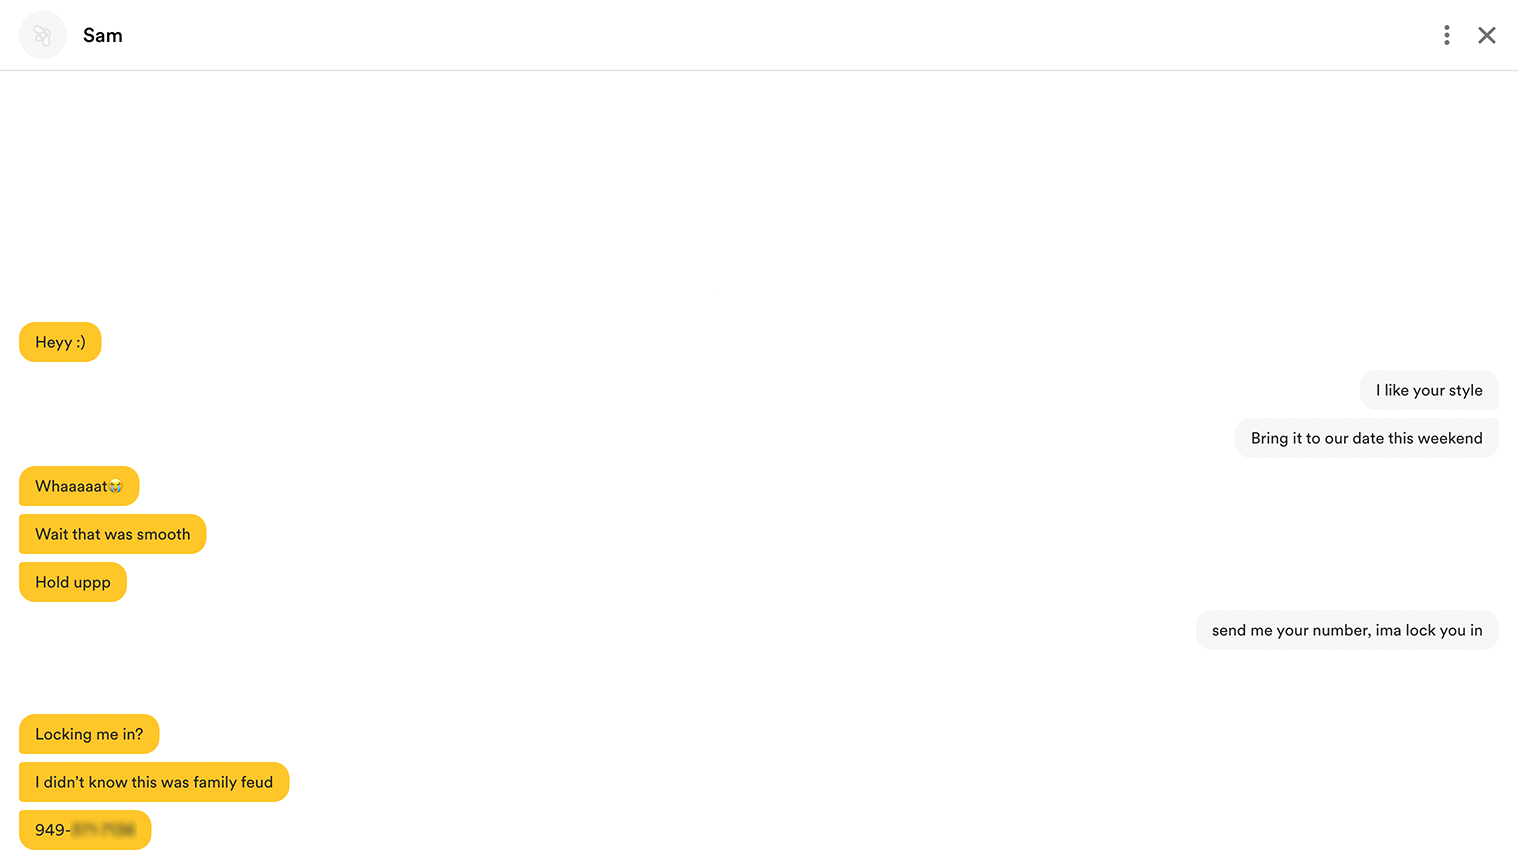 Sam
Heyy :)
I like your style
Bring it to our date this weekend
Whaaaaat😭
Wait that was smooth
Hold uppp
send me your number, ima lock you in
Locking me in?
I didn’t know this was family feud
949-